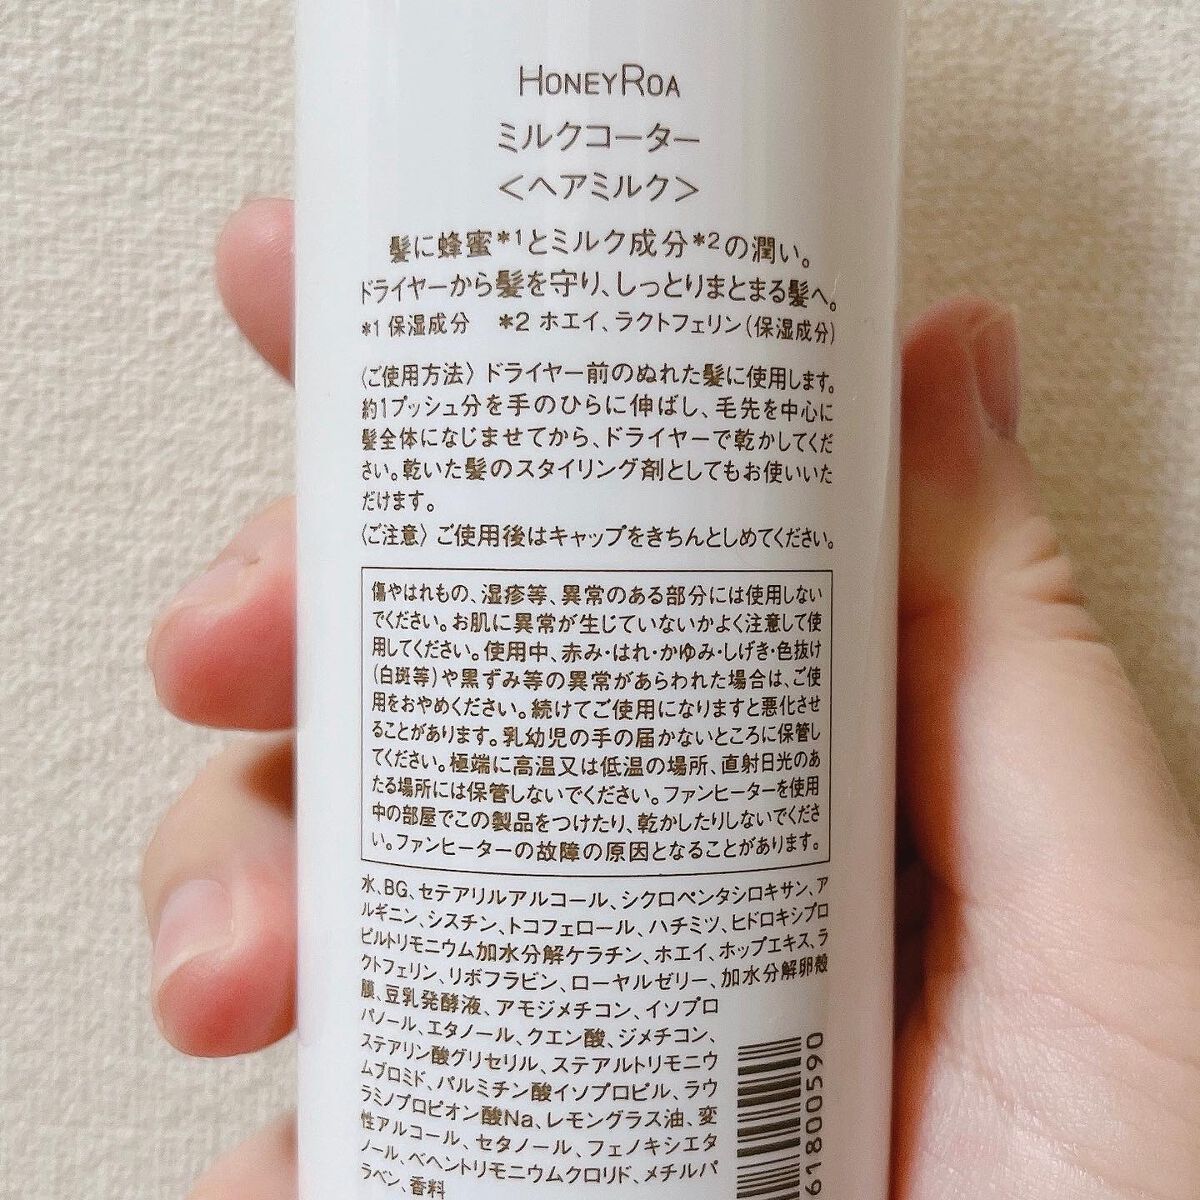 HONEYROA
ミルクコーター
＜ヘアミルク＞
髪に蜂蜜*1とミルク成分*2の潤い。
ドライヤーから髪を守り、しっとりまとまる髪へ。
*1 保湿成分　*2 ホエイ、ラクトフェリン(保湿成分)
〈ご使用方法〉ドライヤー前のぬれた髪に使用します。
約1プッシュ分を手のひらに伸ばし、毛先を中心に
髪全体になじませてから、ドライヤーで乾かしてくだ
さい。乾いた髪のスタイリング剤としてもお使いいた
だけます。
〈ご注意〉ご使用後はキャップをきちんとしめてください。
傷やはれもの、湿疹等、異常のある部分には使用しない
でください。お肌に異常が生じていないかよく注意して使
用してください。使用中、赤み・はれ・かゆみ・しげき・色抜け
(白斑等)や黒ずみ等の異常があらわれた場合は、ご使
用をおやめください。続けてご使用になりますと悪化させ
ることがあります。乳幼児の手の届かないところに保管し
てください。極端に高温又は低温の場所、直射日光のあ
たる場所には保管しないでください。ファンヒーターを使用
中の部屋でこの製品をつけたり、乾かしたりしないでくださ
い。ファンヒーターの故障の原因となることがあります。
水、BG、セテアリルアルコール、シクロペンタシロキサン、ア
ルギニン、シスチン、トコフェロール、ハチミツ、ヒドロキシプロ
ピルトリモニウム加水分解ケラチン、ホエイ、ホップエキス、ラ
クトフェリン、リボフラビン、ローヤルゼリー、加水分解卵殻
膜、豆乳発酵液、アモジメチコン、イソプロ
パノール、エタノール、クエン酸、ジメチコン、
ステアリン酸グリセリル、ステアルトリモニウ
ムブロミド、パルミチン酸イソプロピル、ラウ
ラミノプロピオン酸Na、レモングラス油、変
性アルコール、セタノール、フェノキシエタ
ノール、ベヘントリモニウムクロリド、メチルパ
ラベン、香料
61800590